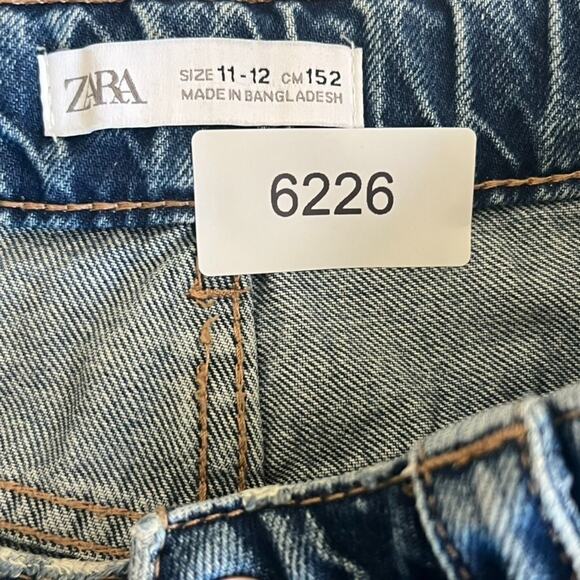 ZARA
SIZE 11-12 CM 152
MADE IN BANGLADESH
6226